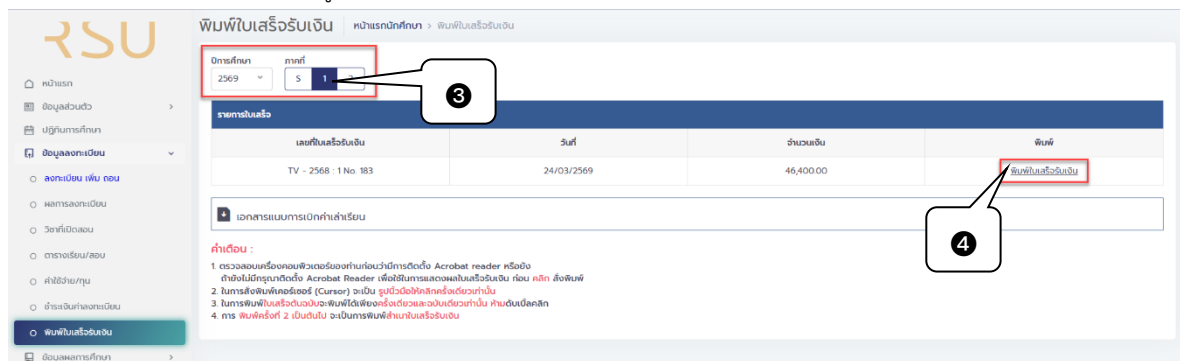 RSU
พิมพ์ใบเสร็จรับเงิน หน้าแรกนักศึกษา > พิมพ์ใบเสร็จรับเงิน
ปีการศึกษา ภาคที่
2569 S 1
3
หน้าแรก
ข้อมูลส่วนตัว
ปฏิทินการศึกษา
ข้อมูลลงทะเบียน
ลงทะเบียน เพิ่ม ถอน
ผลการลงทะเบียน
วิชาที่เปิดสอน
ตารางเรียน/สอบ
ค่าใช้จ่าย/ทุน
ชำระเงินค่าลงทะเบียน
พิมพ์ใบเสร็จรับเงิน
ข้อมูลผลการศึกษา
รายการใบเสร็จ
เลขที่ใบเสร็จรับเงิน วันที่ จำนวนเงิน พิมพ์
TV - 2568 : 1 No. 183 24/03/2569 46,400.00 พิมพ์ใบเสร็จรับเงิน
4
เอกสารแบบการเบิกค่าเล่าเรียน
คำเตือน :
1. ตรวจสอบเครื่องคอมพิวเตอร์ของท่านก่อนว่ามีการติดตั้ง Acrobat reader หรือยัง
ถ้ายังไม่มีกรุณาติดตั้ง Acrobat Reader เพื่อใช้ในการแสดงผลใบเสร็จรับเงิน ก่อน คลิก สั่งพิมพ์
2. ในการสั่งพิมพ์เคอร์เซอร์ (Cursor) จะเป็น รูปนิ้วมือให้คลิกครั้งเดียวเท่านั้น
3. ในการพิมพ์ใบเสร็จต้นฉบับจะพิมพ์ได้เพียงครั้งเดียวและฉบับเดียวเท่านั้น ห้ามดับเบิ้ลคลิก
4. การ พิมพ์ครั้งที่ 2 เป็นต้นไป จะเป็นการพิมพ์สำเนาใบเสร็จรับเงิน